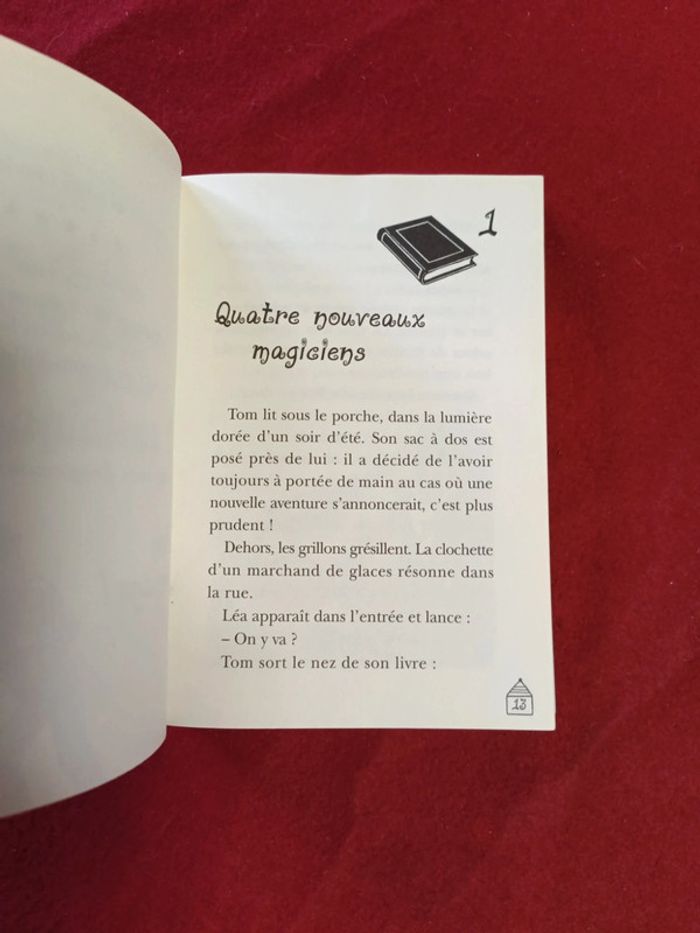 1
Quatre nouveaux
magiciens
Tom lit sous le porche, dans la lumière
dorée d'un soir d'été. Son sac à dos est
posé près de lui : il a décidé de l'avoir
toujours à portée de main au cas où une
nouvelle aventure s'annoncerait, c'est plus
prudent !
Dehors, les grillons grésillent. La clochette
d'un marchand de glaces résonne dans
la rue.
Léa apparaît dans l'entrée et lance :
– On y va ?
Tom sort le nez de son livre :
13